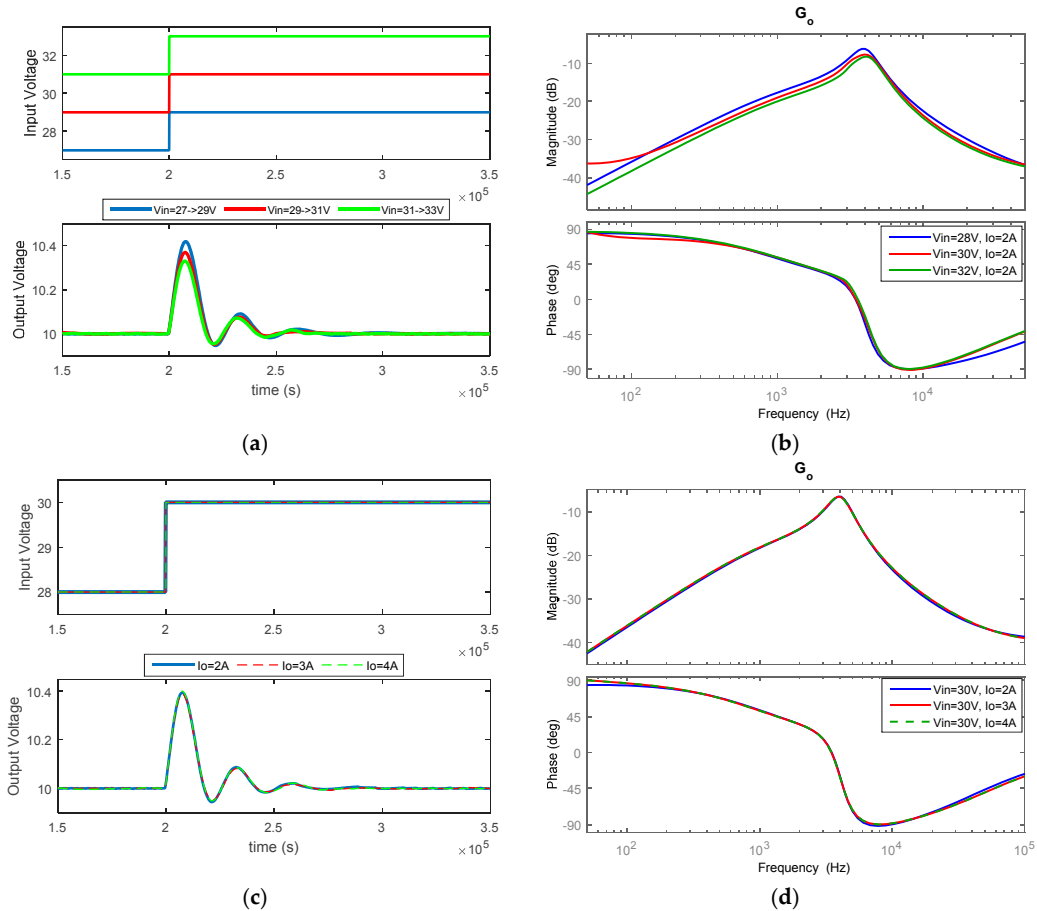 Input Voltage
32
30
28
1.5
2
2.5
3
3.5
× 10^5
Vin=27->29V
Vin=29->31V
Vin=31->33V
Output Voltage
10.4
10.2
10
1.5
2
2.5
3
3.5
time (s)
× 10^5
(a)
G_o
Magnitude (dB)
-10
-20
-30
-40
Phase (deg)
90
45
0
-45
-90
Vin=28V, Io=2A
Vin=30V, Io=2A
Vin=32V, Io=2A
10^2
10^3
10^4
Frequency (Hz)
(b)
Input Voltage
30
29
28
1.5
2
2.5
3
3.5
× 10^5
Io=2A
Io=3A
Io=4A
Output Voltage
10.4
10.2
10
1.5
2
2.5
3
3.5
time (s)
× 10^5
(c)
G_o
Magnitude (dB)
-10
-20
-30
-40
Phase (deg)
90
45
0
-45
-90
Vin=30V, Io=2A
Vin=30V, Io=3A
Vin=30V, Io=4A
10^2
10^3
10^4
10^5
Frequency (Hz)
(d)